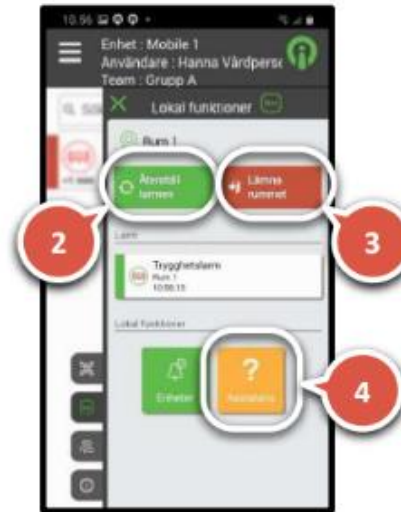 10.56
Enhet : Mobile 1
Användare : Hanna Vårdperse
Team : Grupp A
Lokal funktioner
Rum 1
Återställ
larmen
Lämna
rummet
2
3
Larm
Trygghetslarm
Rum 1
10:56:15
Lokal funktioner
?
Enheter
Assistans
4